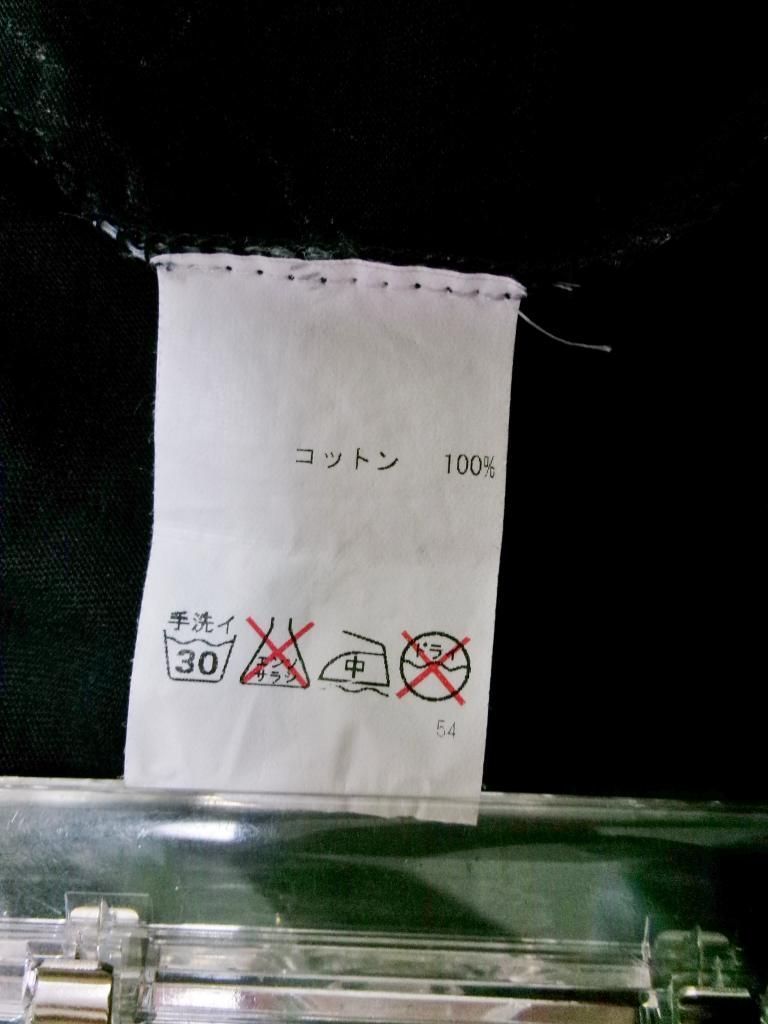 コットン 100%
手洗イ
30 エンソ 中 ドライ
サラシ
54